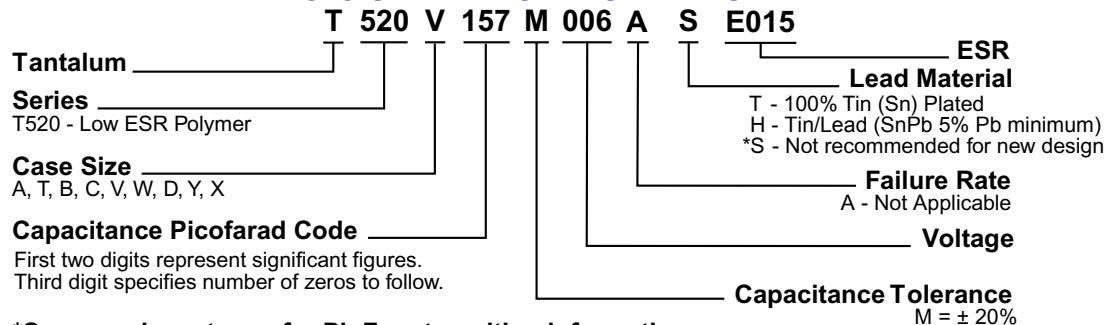 T 520 V 157 M 006 A S E015
Tantalum
Series
T520 - Low ESR Polymer
Case Size
A, T, B, C, V, W, D, Y, X
Capacitance Picofarad Code
First two digits represent significant figures.
Third digit specifies number of zeros to follow.
ESR
Lead Material
T - 100% Tin (Sn) Plated
H - Tin/Lead (SnPb 5% Pb minimum)
*S - Not recommended for new design
Failure Rate
A - Not Applicable
Voltage
Capacitance Tolerance
M = ± 20%